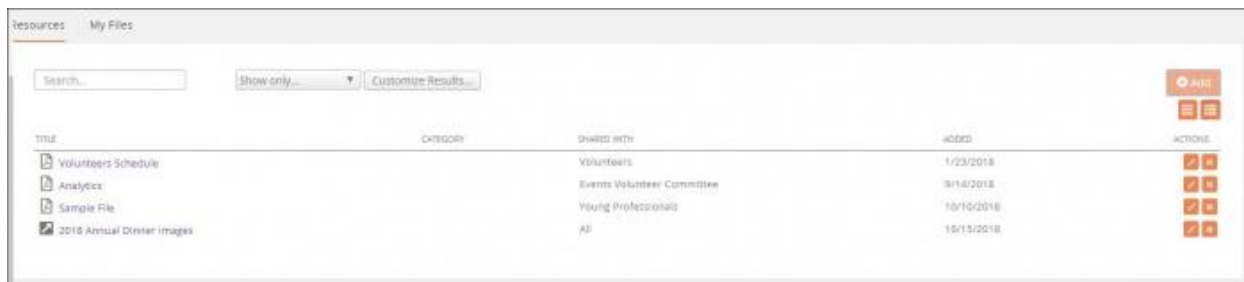 Resources My Files
Search... Show only... Customize Results... Add
TITLE CATEGORY SHARED WITH ADDED ACTIONS
Volunteers Schedule Volunteers 1/23/2018
Analytics Events Volunteer Committee 9/14/2018
Sample File Young Professionals 10/10/2018
2018 Annual Dinner Images All 10/15/2018